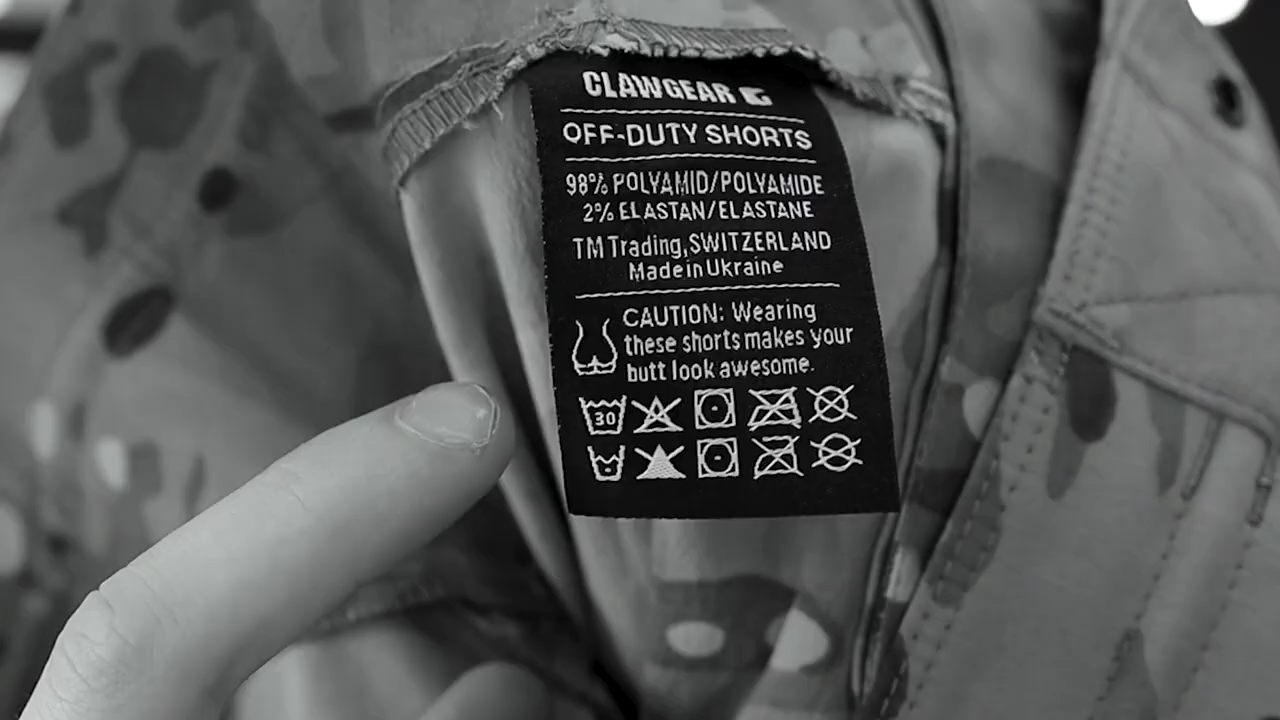 CLAWGEAR
OFF-DUTY SHORTS
98% POLYAMID/POLYAMIDE
2% ELASTAN/ELASTANE
TM Trading, SWITZERLAND
Made in Ukraine
CAUTION: Wearing
these shorts makes your
butt look awesome.
30